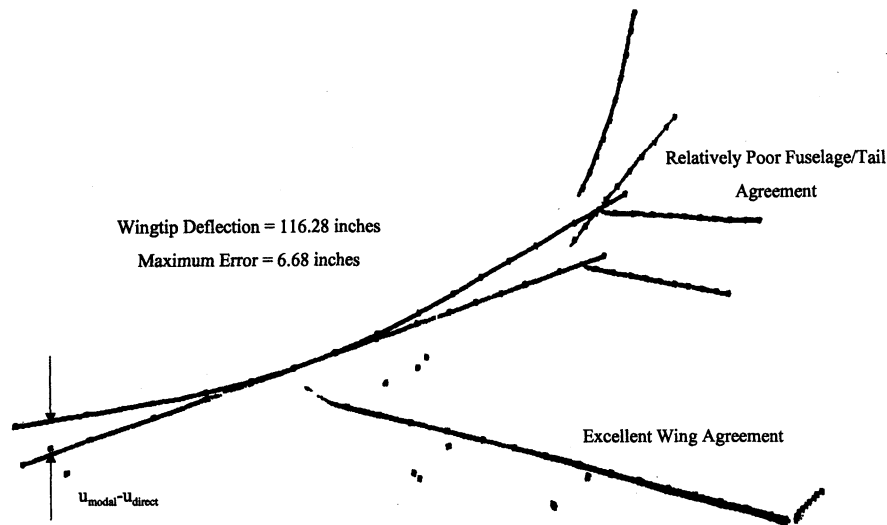 Relatively Poor Fuselage/Tail
Agreement
Wingtip Deflection = 116.28 inches
Maximum Error = 6.68 inches
Excellent Wing Agreement
u_modal-u_direct